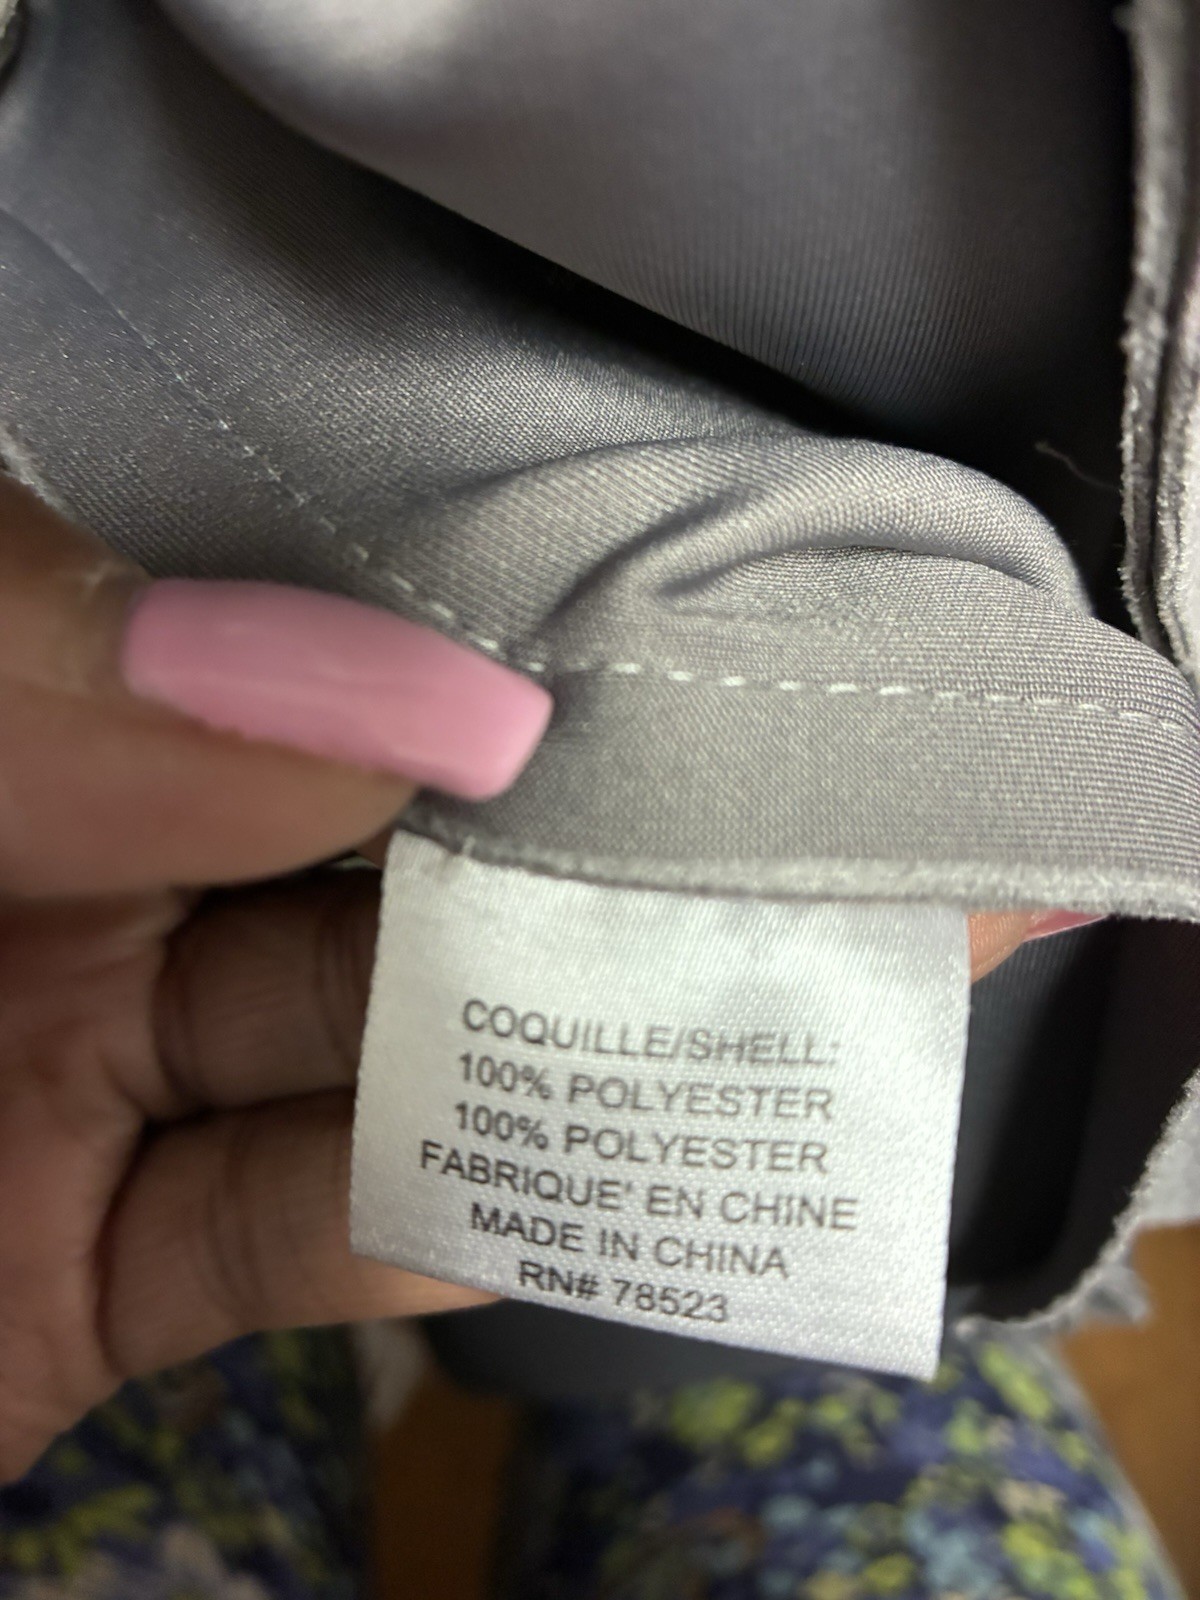 COQUILLE/SHELL:
100% POLYESTER
100% POLYESTER
FABRIQUE' EN CHINE
MADE IN CHINA
RN# 78523